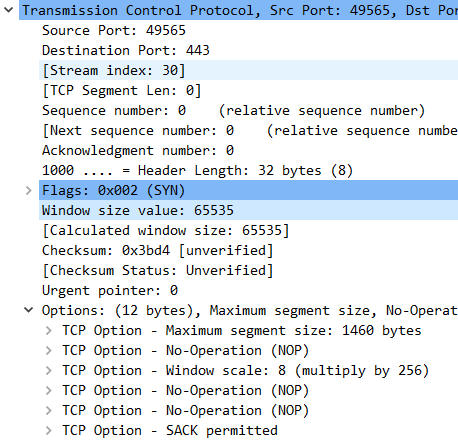 Transmission Control Protocol, Src Port: 49565, Dst Por
Source Port: 49565
Destination Port: 443
[Stream index: 30]
[TCP Segment Len: 0]
Sequence number: 0    (relative sequence number)
[Next sequence number: 0    (relative sequence numbe
Acknowledgment number: 0
1000 .... = Header Length: 32 bytes (8)
Flags: 0x002 (SYN)
Window size value: 65535
[Calculated window size: 65535]
Checksum: 0x3bd4 [unverified]
[Checksum Status: Unverified]
Urgent pointer: 0
Options: (12 bytes), Maximum segment size, No-Operat
TCP Option - Maximum segment size: 1460 bytes
TCP Option - No-Operation (NOP)
TCP Option - Window scale: 8 (multiply by 256)
TCP Option - No-Operation (NOP)
TCP Option - No-Operation (NOP)
TCP Option - SACK permitted